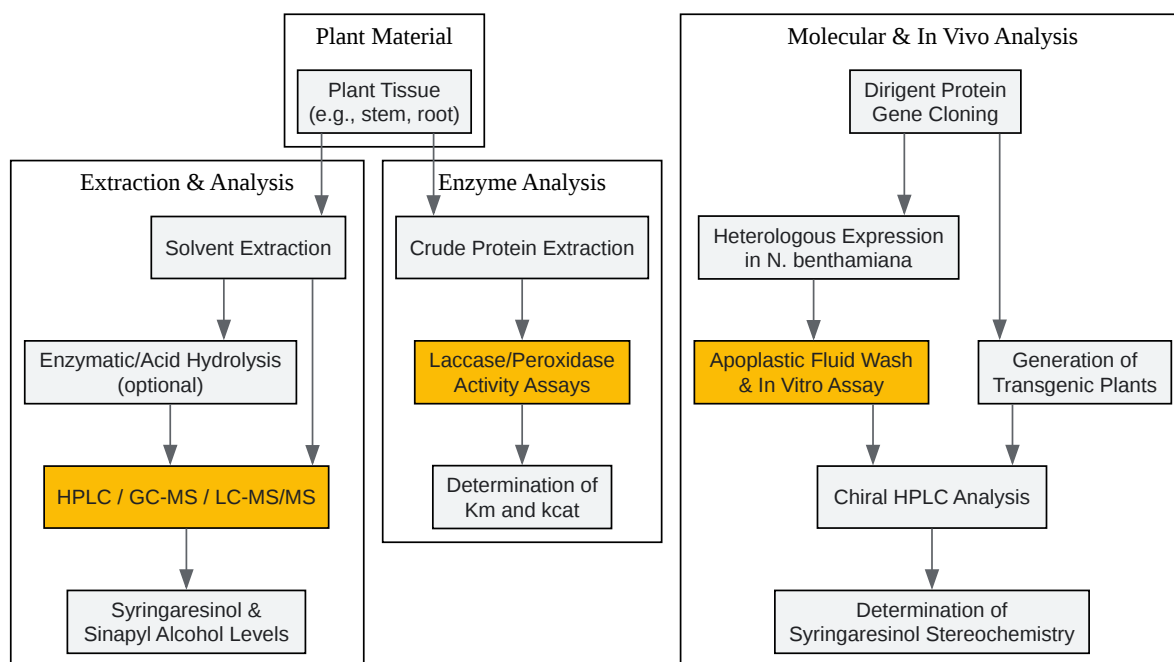 Plant Material
Plant Tissue
(e.g., stem, root)
Extraction & Analysis
Solvent Extraction
Enzymatic/Acid Hydrolysis
(optional)
HPLC / GC-MS / LC-MS/MS
Syringaresinol &
Sinapyl Alcohol Levels
Enzyme Analysis
Crude Protein Extraction
Laccase/Peroxidase
Activity Assays
Determination of
Km and kcat
Molecular & In Vivo Analysis
Dirigent Protein
Gene Cloning
Heterologous Expression
in N. benthamiana
Apoplastic Fluid Wash
& In Vitro Assay
Generation of
Transgenic Plants
Chiral HPLC Analysis
Determination of
Syringaresinol Stereochemistry